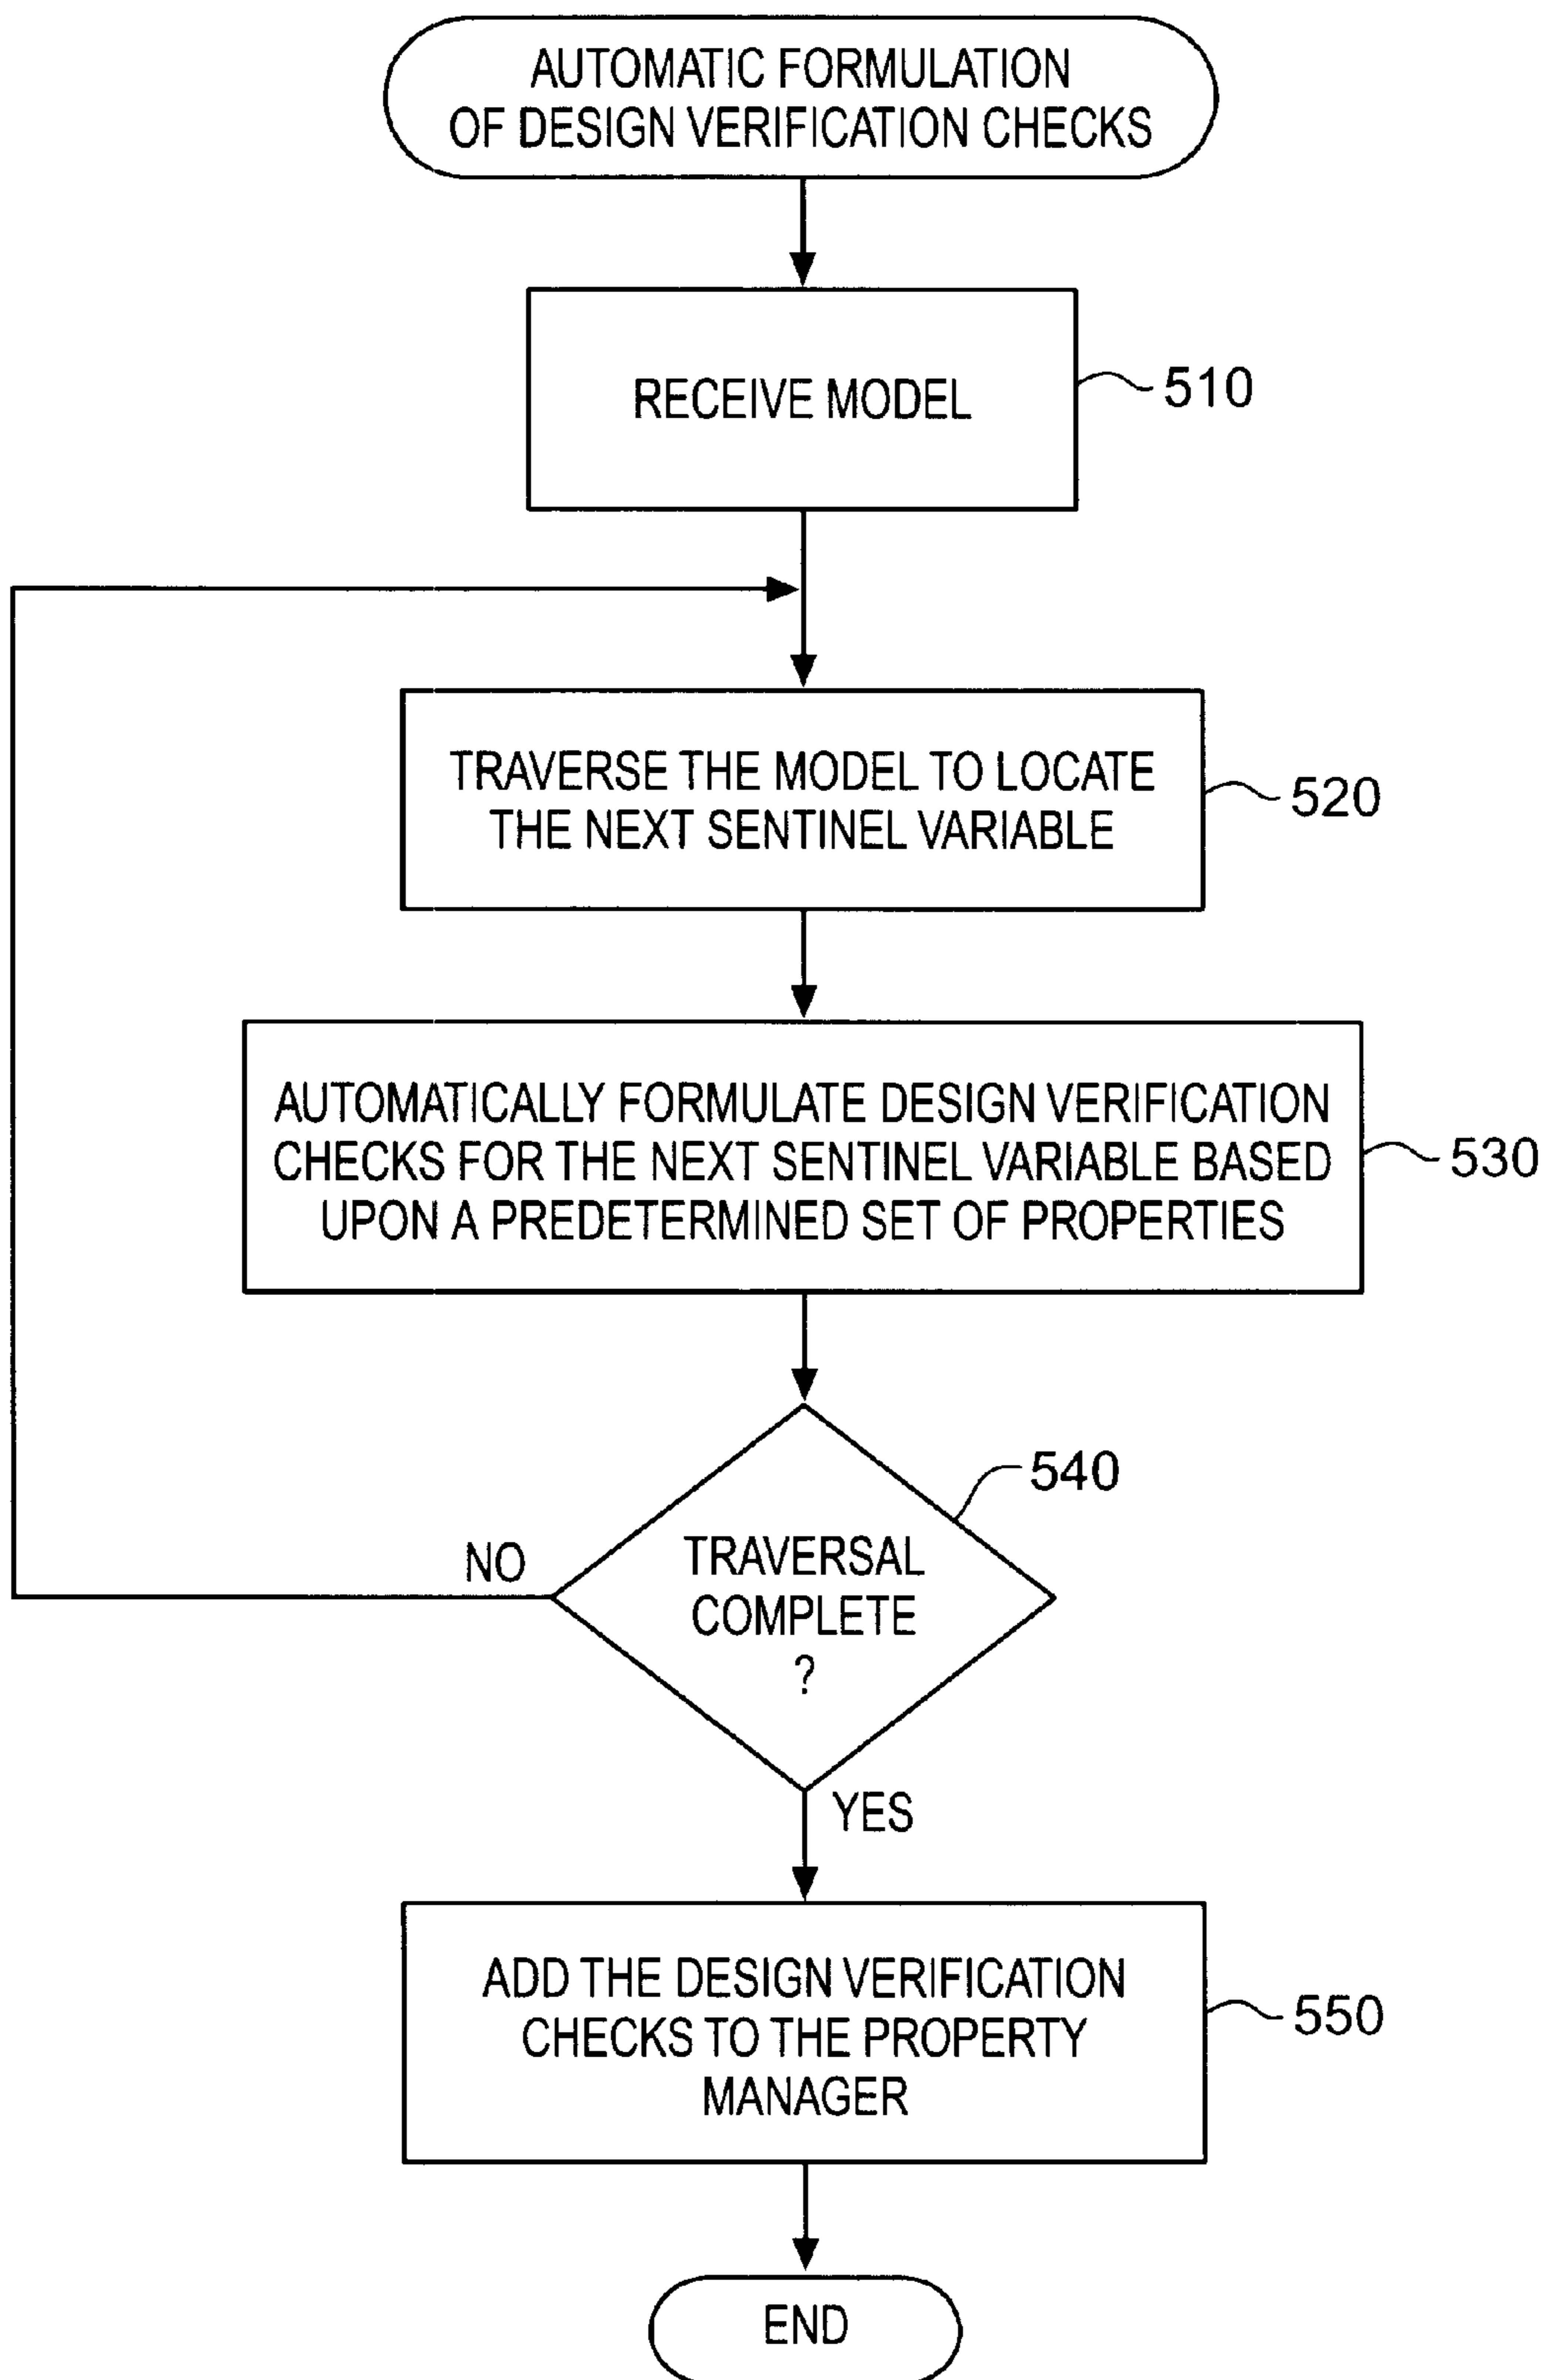 AUTOMATIC FORMULATION
OF DESIGN VERIFICATION CHECKS
RECEIVE MODEL
510
TRAVERSE THE MODEL TO LOCATE
THE NEXT SENTINEL VARIABLE
520
AUTOMATICALLY FORMULATE DESIGN VERIFICATION
CHECKS FOR THE NEXT SENTINEL VARIABLE BASED
UPON A PREDETERMINED SET OF PROPERTIES
530
540
NO
TRAVERSAL
COMPLETE
?
YES
ADD THE DESIGN VERIFICATION
CHECKS TO THE PROPERTY
MANAGER
550
END